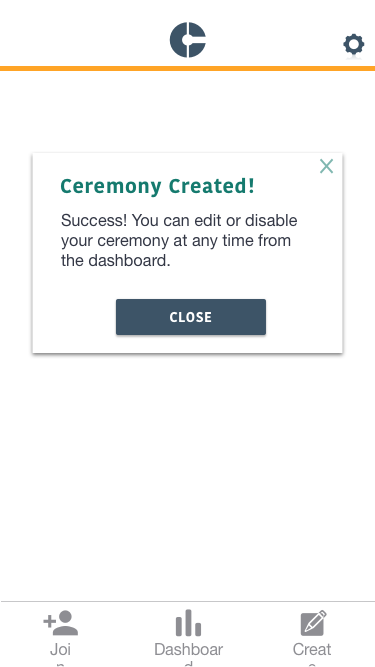 Ceremony Created!
Success! You can edit or disable
your ceremony at any time from
the dashboard.
CLOSE
Joi
n
Dashboar
d
Creat
e